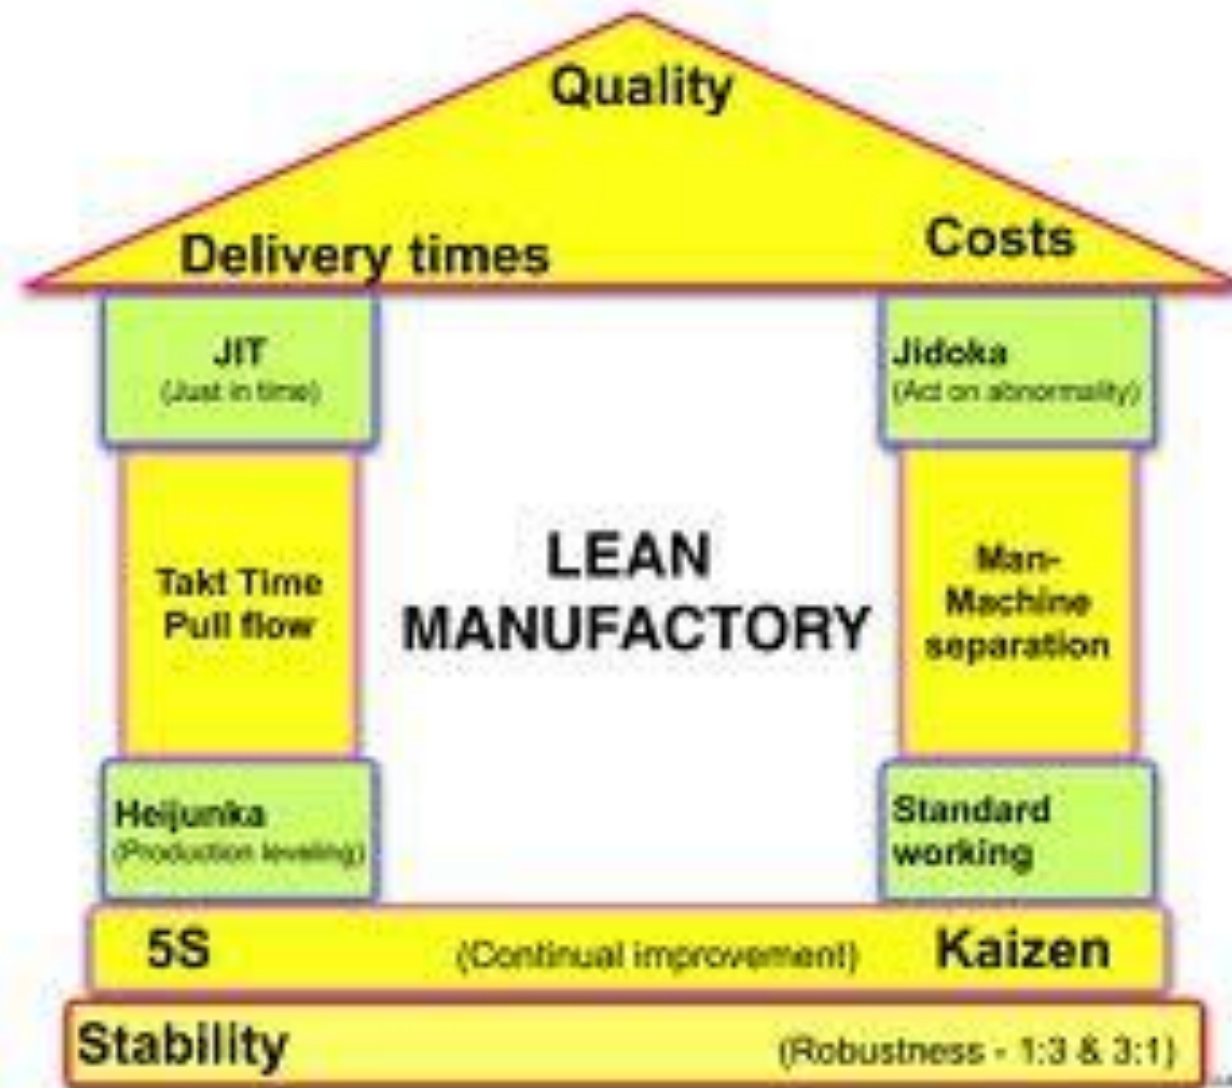 Quality
Delivery times
Costs
JIT
(Just in time)
Jidoka
(Act on abnormality)
Takt Time
Pull flow
LEAN
MANUFACTORY
Man-
Machine
separation
Heijunka
(Production leveling)
Standard
working
5S (Continual improvement) Kaizen
Stability (Robustness - 1:3 & 3:1)